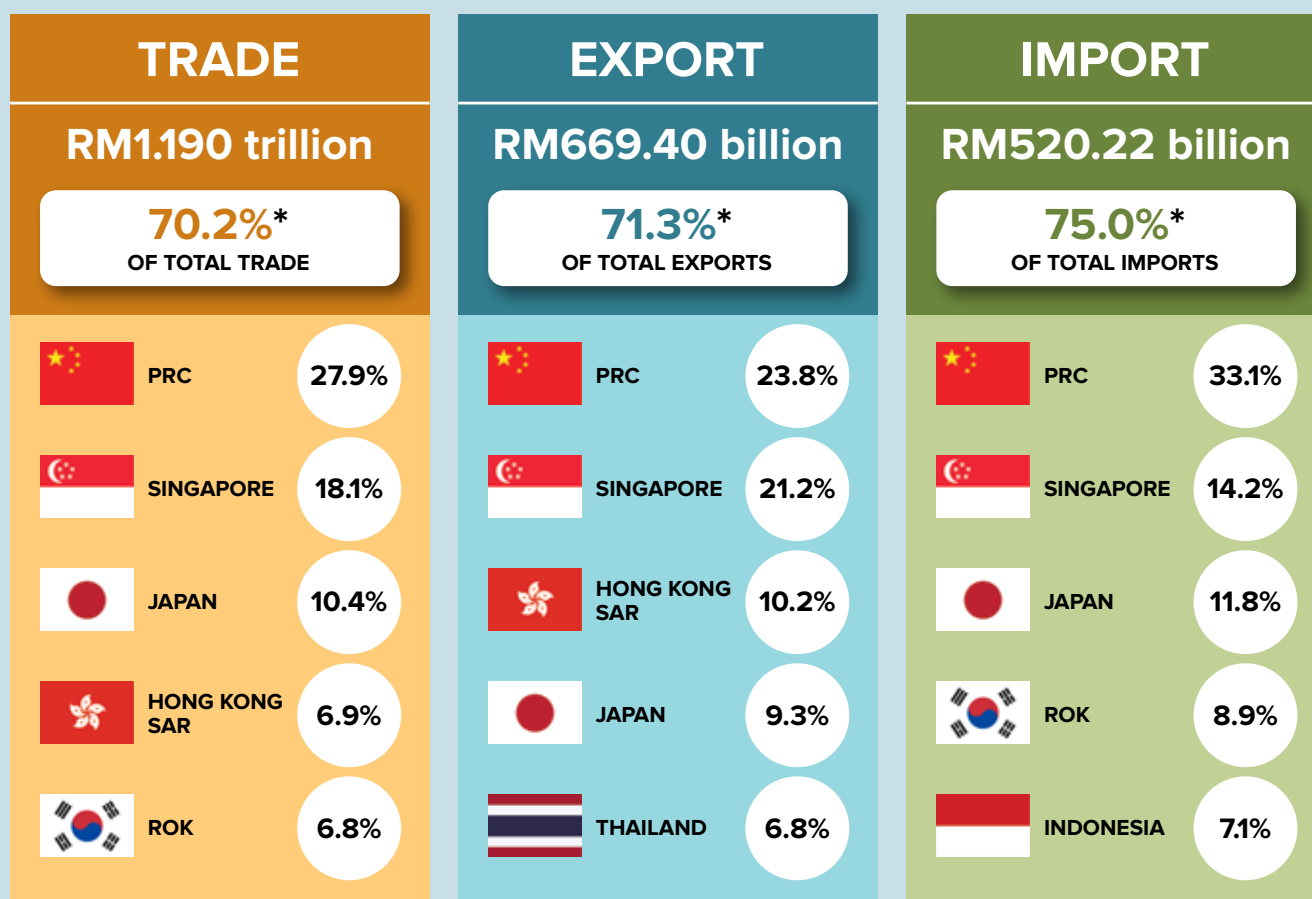 TRADE
RM1.190 trillion
70.2%*
OF TOTAL TRADE
PRC 27.9%
SINGAPORE 18.1%
JAPAN 10.4%
HONG KONG
SAR 6.9%
ROK 6.8%
EXPORT
RM669.40 billion
71.3%*
OF TOTAL EXPORTS
PRC 23.8%
SINGAPORE 21.2%
HONG KONG
SAR 10.2%
JAPAN 9.3%
THAILAND 6.8%
IMPORT
RM520.22 billion
75.0%*
OF TOTAL IMPORTS
PRC 33.1%
SINGAPORE 14.2%
JAPAN 11.8%
ROK 8.9%
INDONESIA 7.1%